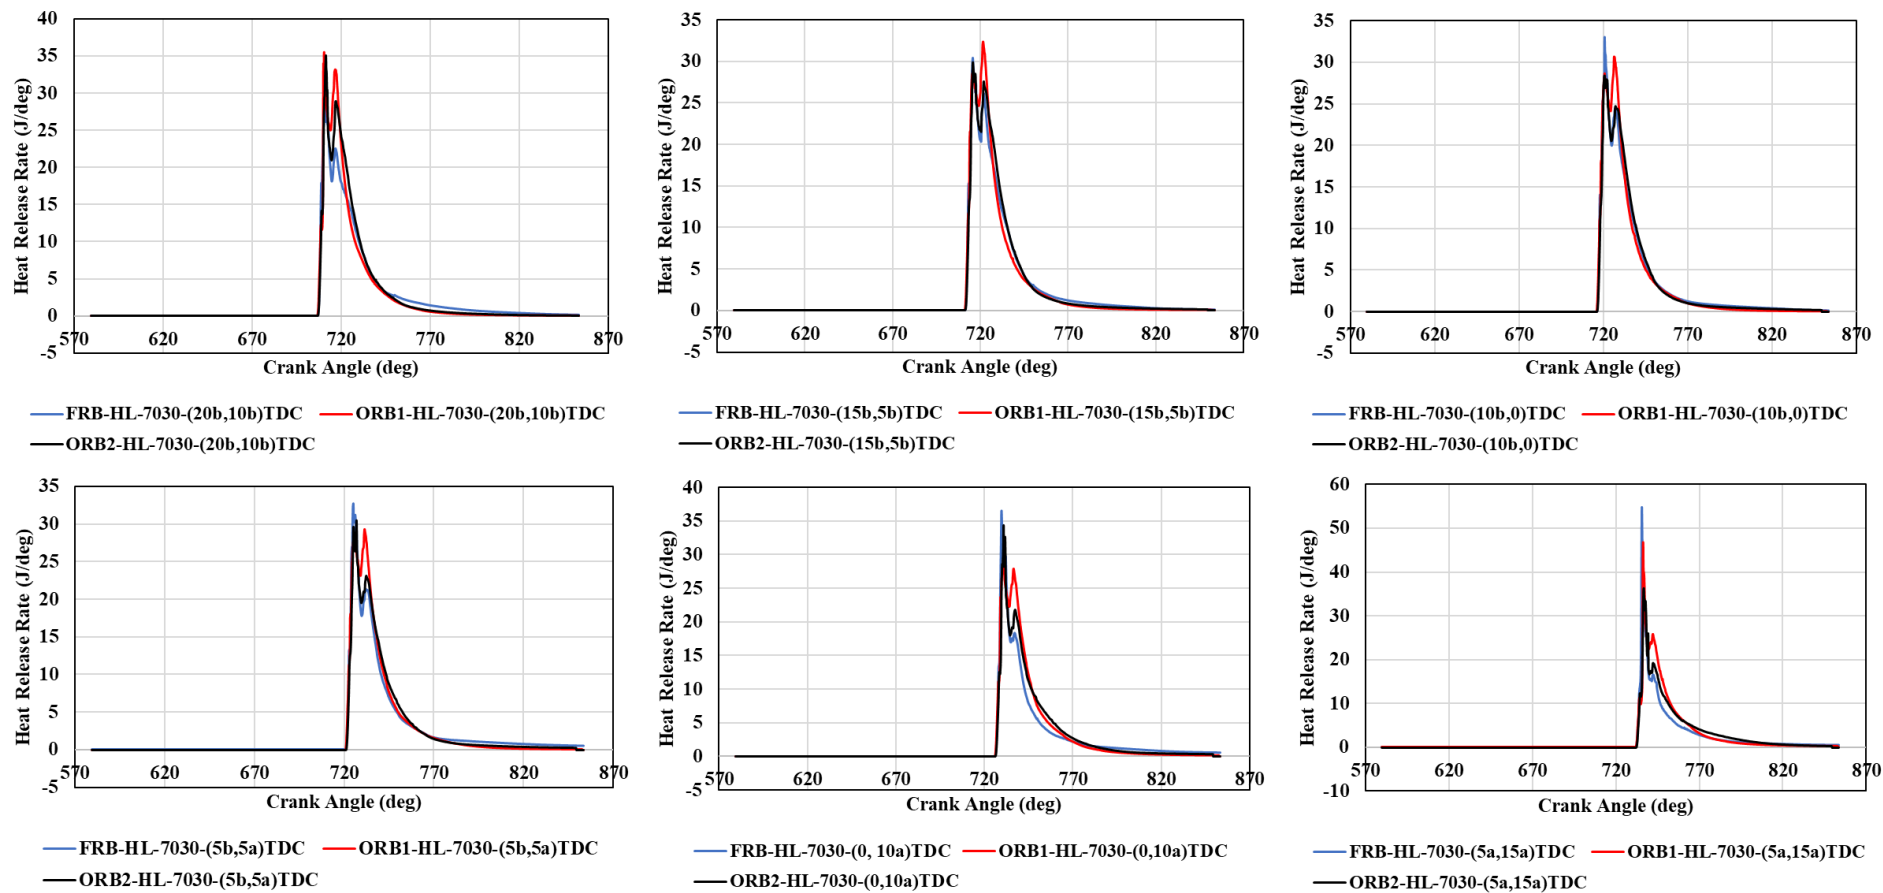 40
35
30
25
20
15
10
5
0
-5
570 620 670 720 770 820 870
Heat Release Rate (J/deg)
Crank Angle (deg)
FRB-HL-7030-(20b,10b)TDC ORB1-HL-7030-(20b,10b)TDC
ORB2-HL-7030-(20b,10b)TDC
35
30
25
20
15
10
5
0
-5
570 620 670 720 770 820 870
Heat Release Rate (J/deg)
Crank Angle (deg)
FRB-HL-7030-(15b,5b)TDC ORB1-HL-7030-(15b,5b)TDC
ORB2-HL-7030-(15b,5b)TDC
35
30
25
20
15
10
5
0
-5
570 620 670 720 770 820 870
Heat Release Rate (J/deg)
Crank Angle (deg)
FRB-HL-7030-(10b,0)TDC ORB1-HL-7030-(10b,0)TDC
ORB2-HL-7030-(10b,0)TDC
35
30
25
20
15
10
5
0
-5
570 620 670 720 770 820 870
Heat Release Rate (J/deg)
Crank Angle (deg)
FRB-HL-7030-(5b,5a)TDC ORB1-HL-7030-(5b,5a)TDC
ORB2-HL-7030-(5b,5a)TDC
40
35
30
25
20
15
10
5
0
-5
570 620 670 720 770 820 870
Heat Release Rate (J/deg)
Crank Angle (deg)
FRB-HL-7030-(0, 10a)TDC ORB1-HL-7030-(0,10a)TDC
ORB2-HL-7030-(0,10a)TDC
60
50
40
30
20
10
0
-10
570 620 670 720 770 820 870
Heat Release Rate (J/deg)
Crank Angle (deg)
FRB-HL-7030-(5a,15a)TDC ORB1-HL-7030-(5a,15a)TDC
ORB2-HL-7030-(5a,15a)TDC